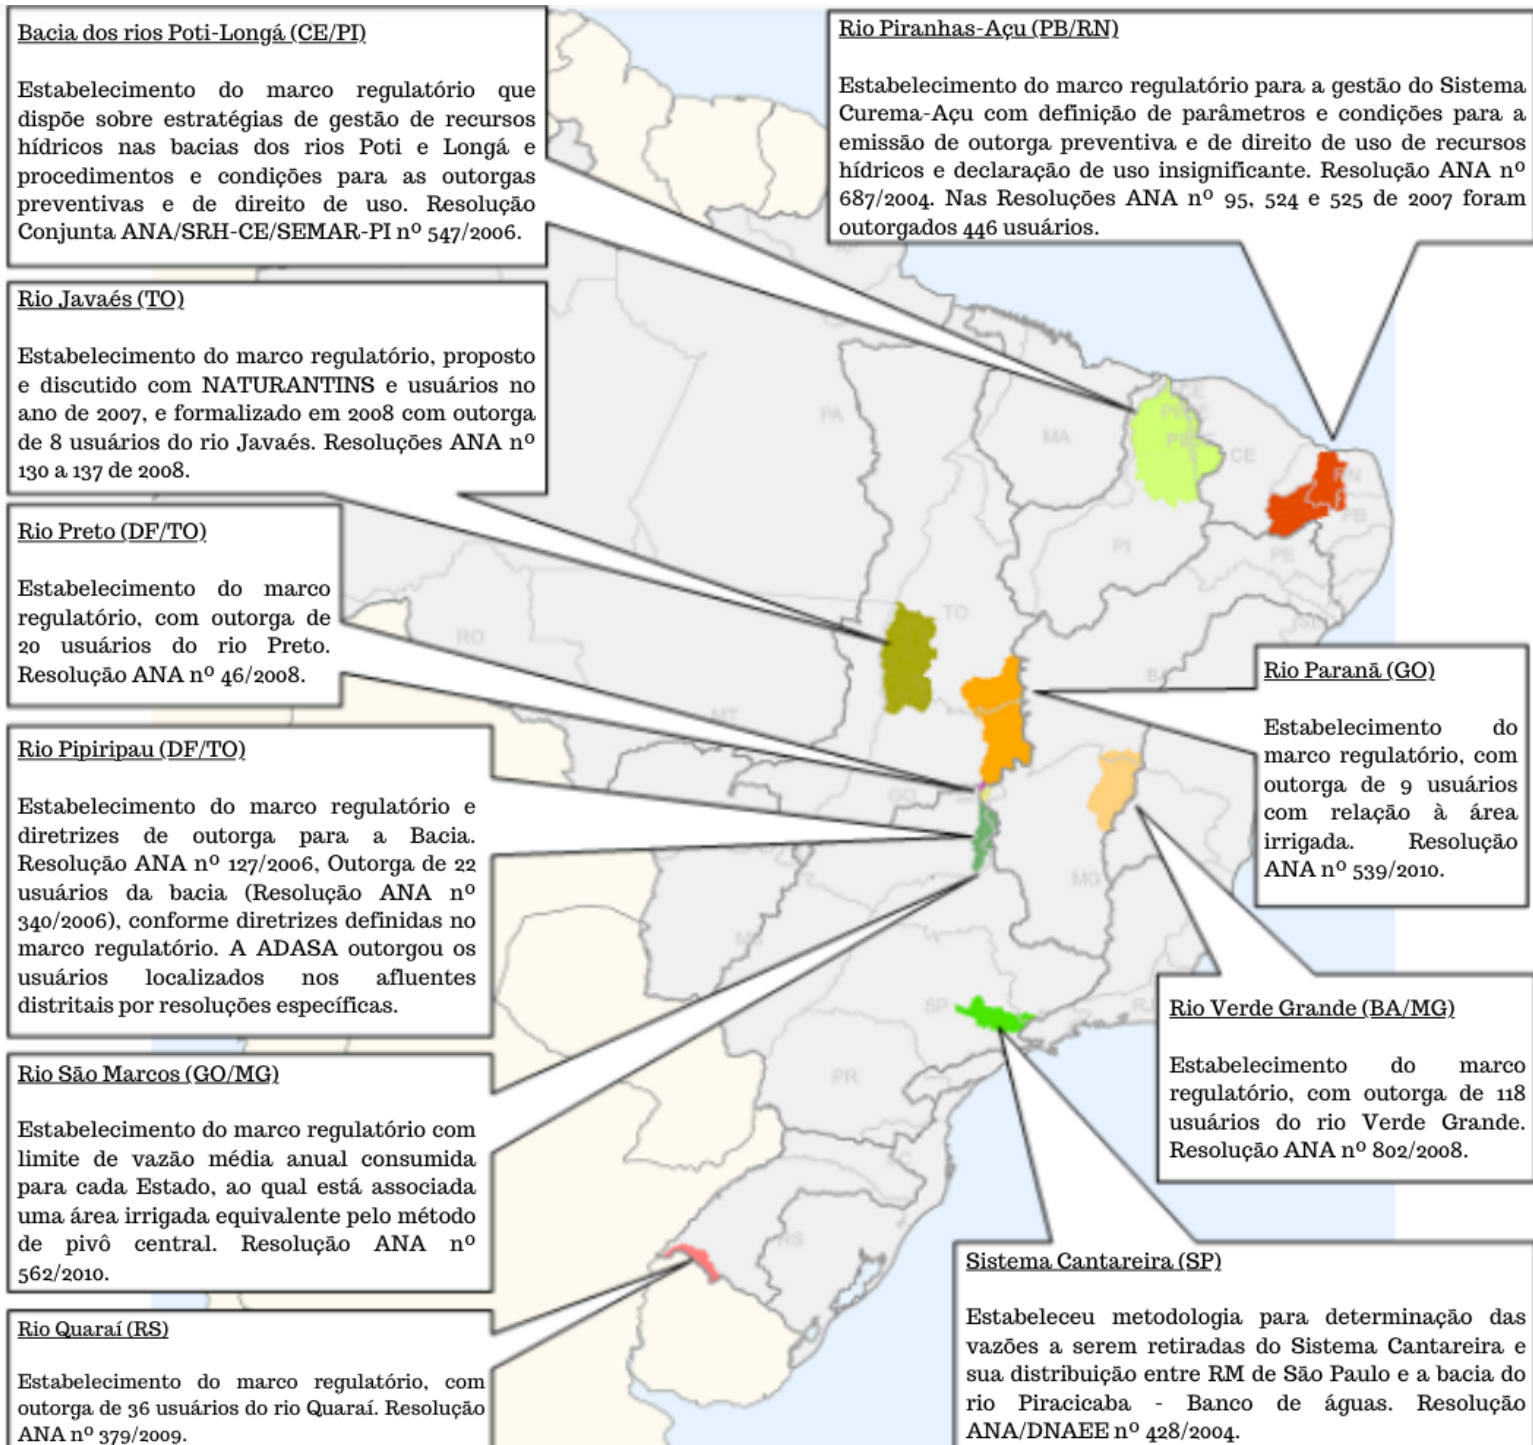 Bacia dos rios Poti-Longá (CE/PI)
Estabelecimento do marco regulatório que
dispõe sobre estratégias de gestão de recursos
hídricos nas bacias dos rios Poti e Longá e
procedimentos e condições para as outorgas
preventivas e de direito de uso. Resolução
Conjunta ANA/SRH-CE/SEMAR-PI nº 547/2006.
Rio Piranhas-Açu (PB/RN)
Estabelecimento do marco regulatório para a gestão do Sistema
Curema-Açu com definição de parâmetros e condições para a
emissão de outorga preventiva e de direito de uso de recursos
hídricos e declaração de uso insignificante. Resolução ANA nº
687/2004. Nas Resoluções ANA nº 95, 524 e 525 de 2007 foram
outorgados 446 usuários.
Rio Javaés (TO)
Estabelecimento do marco regulatório, proposto
e discutido com NATURANTINS e usuários no
ano de 2007, e formalizado em 2008 com outorga
de 8 usuários do rio Javaés. Resoluções ANA nº
130 a 137 de 2008.
Rio Preto (DF/TO)
Estabelecimento do marco
regulatório, com outorga de
20 usuários do rio Preto.
Resolução ANA nº 46/2008.
Rio Pipiripau (DF/TO)
Estabelecimento do marco regulatório e
diretrizes de outorga para a Bacia.
Resolução ANA nº 127/2006, Outorga de 22
usuários da bacia (Resolução ANA nº
340/2006), conforme diretrizes definidas no
marco regulatório. A ADASA outorgou os
usuários localizados nos afluentes
distritais por resoluções específicas.
Rio São Marcos (GO/MG)
Estabelecimento do marco regulatório com
limite de vazão média anual consumida
para cada Estado, ao qual está associada
uma área irrigada equivalente pelo método
de pivô central. Resolução ANA nº
562/2010.
Rio Quaraí (RS)
Estabelecimento do marco regulatório, com
outorga de 36 usuários do rio Quaraí. Resolução
ANA nº 379/2009.
Rio Paranã (GO)
Estabelecimento do
marco regulatório, com
outorga de 9 usuários
com relação à área
irrigada. Resolução
ANA nº 539/2010.
Rio Verde Grande (BA/MG)
Estabelecimento do marco
regulatório, com outorga de 118
usuários do rio Verde Grande.
Resolução ANA nº 802/2008.
Sistema Cantareira (SP)
Estabeleceu metodologia para determinação das
vazões a serem retiradas do Sistema Cantareira e
sua distribuição entre RM de São Paulo e a bacia do
rio Piracicaba - Banco de águas. Resolução
ANA/DNAEE nº 428/2004.
AP
PA
MA
CE
RN
PB
PE
PI
TO
RO
MT
GO
MG
MS
SP
RJ
PR
SC
RS